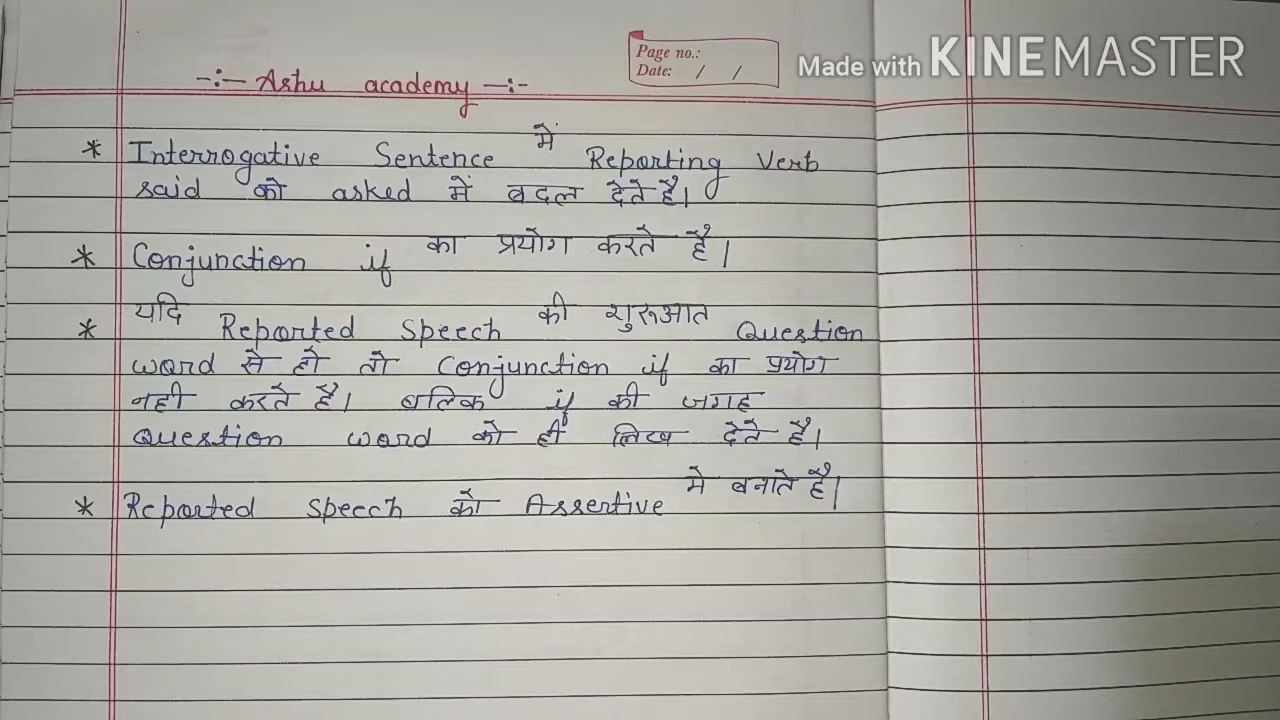 Page no.:
Date: / /
Made with KINEMASTER
-:- Ashu academy -:-
* Interrogative Sentence में Reporting Verb
said को asked में बदल देते है।
* Conjunction if का प्रयोग करते है।
* यदि Reported Speech की शुरूआत Question
word से हो तो Conjunction if का प्रयोग
नही करते है। बल्कि if की जगह
Question word को ही लिख देते है।
* Reported speech को Assertive मे बनाते है।